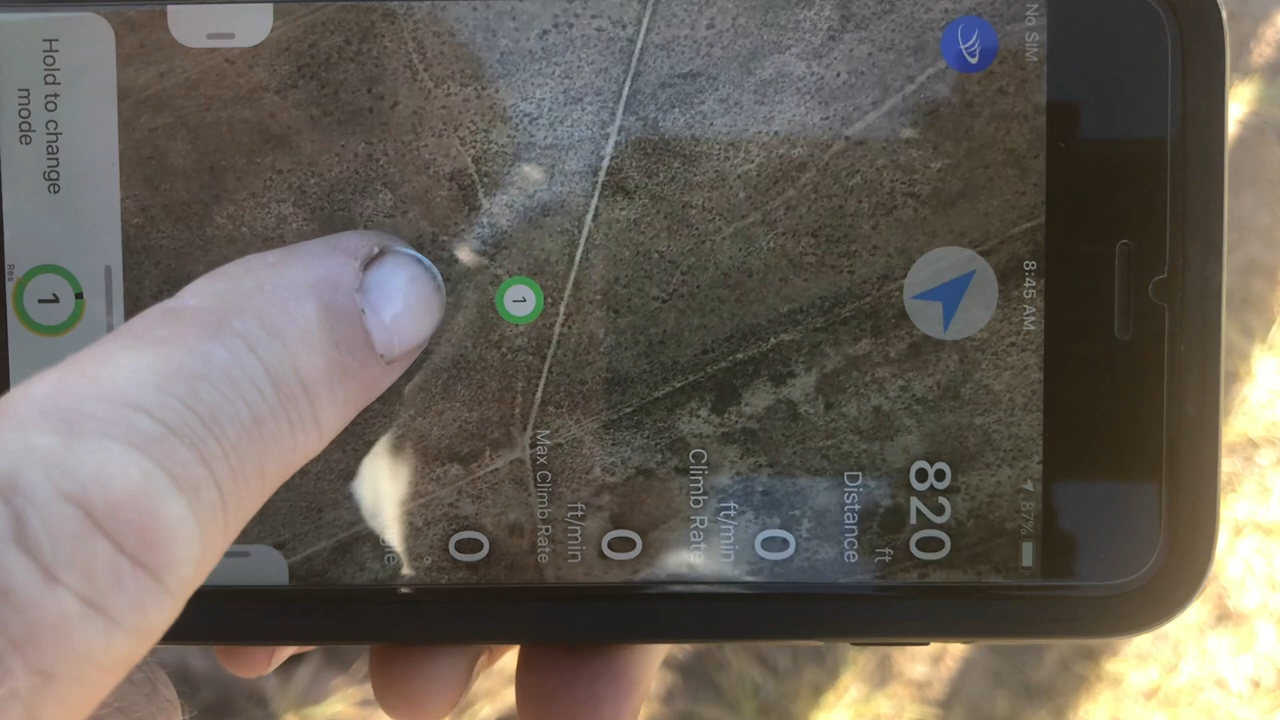 No SIM
8:45 AM
87%
820
ft
Distance
0
ft/min
Climb Rate
0
ft/min
Max Climb Rate
0
°
1
Hold to change
mode
1
Res